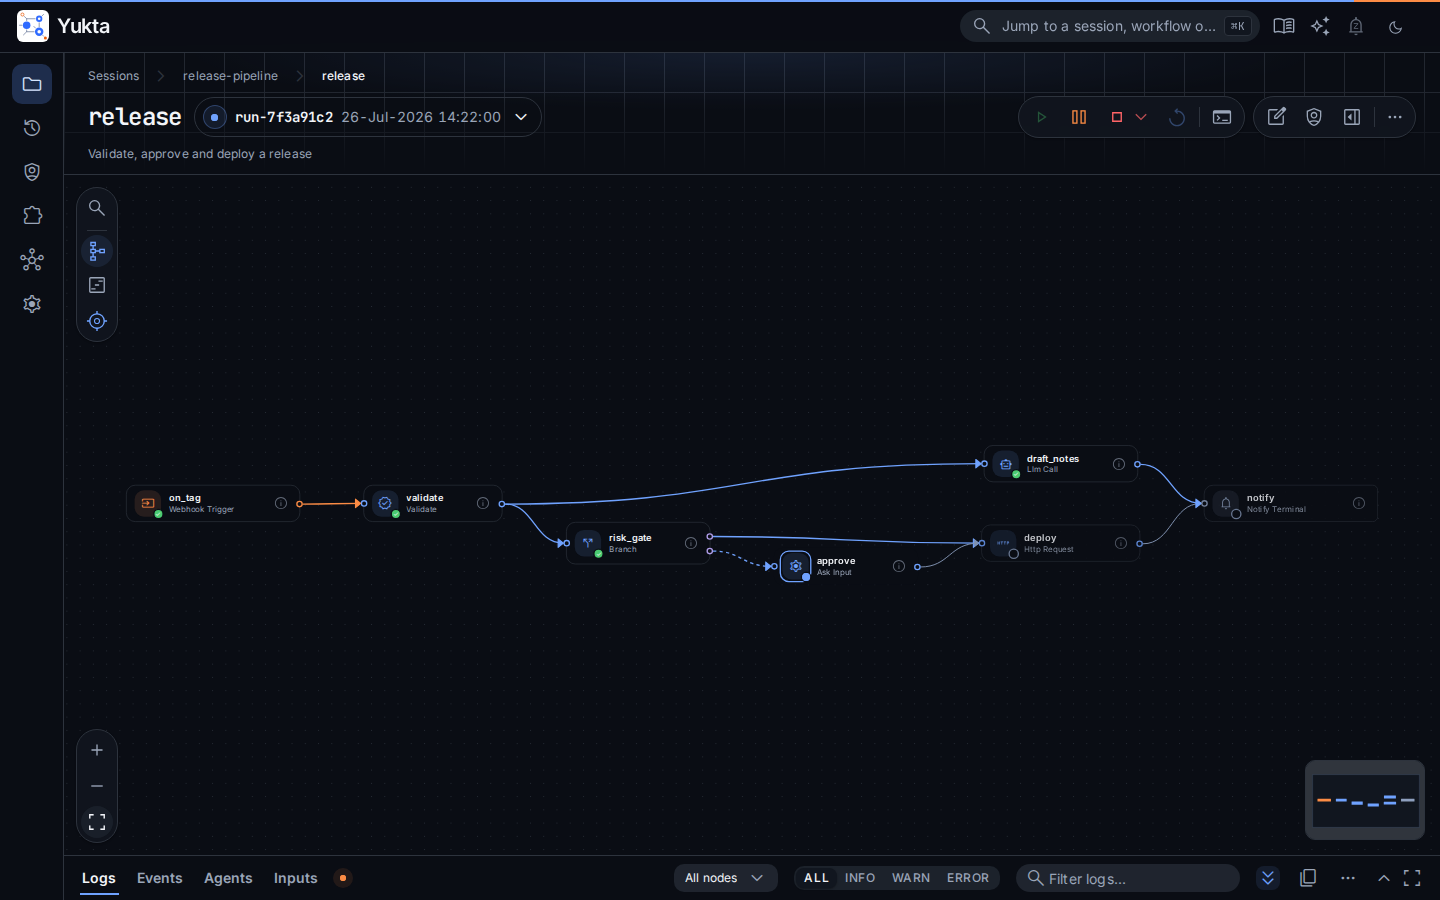 Yukta
Jump to a session, workflow o... ⌘K
Sessions release-pipeline release
release run-7f3a91c2 26-Jul-2026 14:22:00
Validate, approve and deploy a release
draft_notes
Llm Call
on_tag
Webhook Trigger
validate
Validate
notify
Notify Terminal
risk_gate
Branch
HTTP
deploy
Http Request
approve
Ask Input
Logs Events Agents Inputs All nodes ALL INFO WARN ERROR Filter logs...